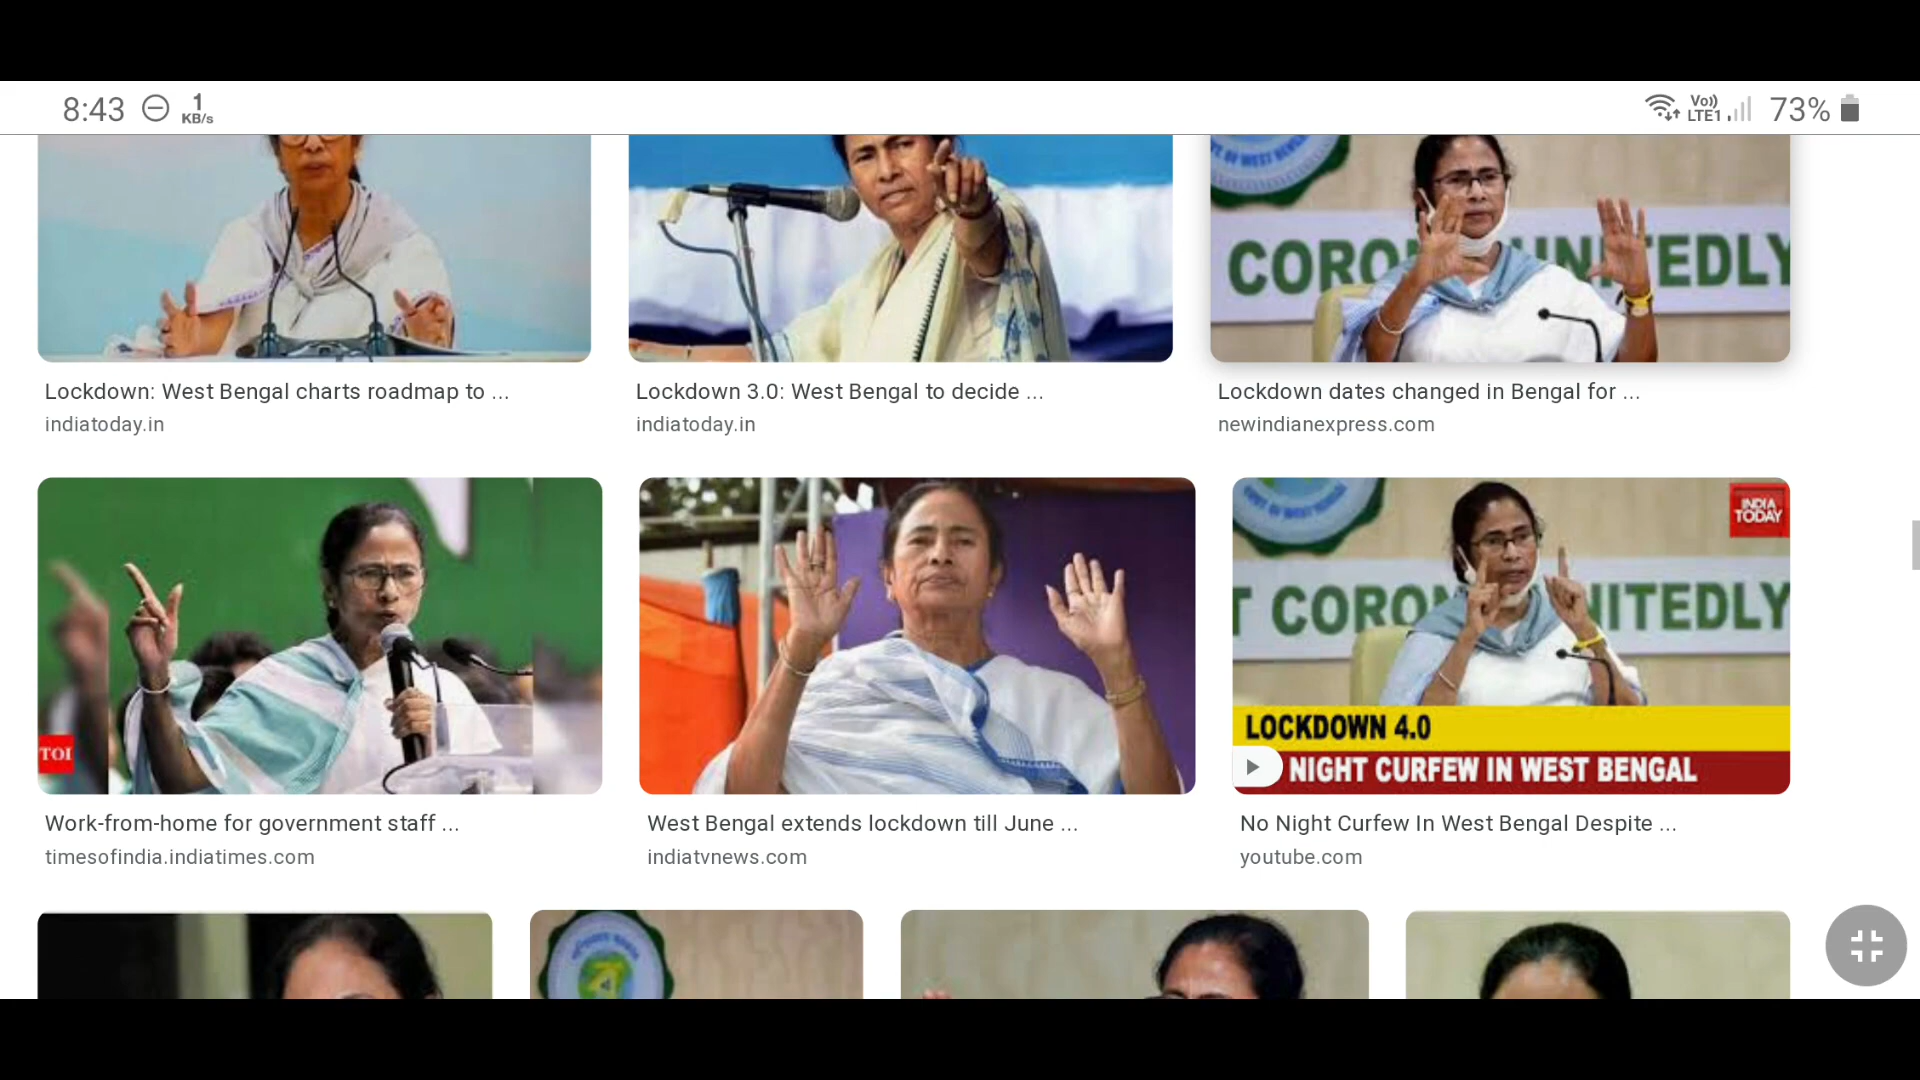 8:43
1
KB/s
Vo))
LTE1
73%
CORO UNITEDLY
Lockdown: West Bengal charts roadmap to ...
indiatoday.in
Lockdown 3.0: West Bengal to decide ...
indiatoday.in
Lockdown dates changed in Bengal for ...
newindianexpress.com
TOI
INDIA
TODAY
T CORON NITEDLY
LOCKDOWN 4.0
NIGHT CURFEW IN WEST BENGAL
Work-from-home for government staff ...
timesofindia.indiatimes.com
West Bengal extends lockdown till June ...
indiatvnews.com
No Night Curfew In West Bengal Despite ...
youtube.com